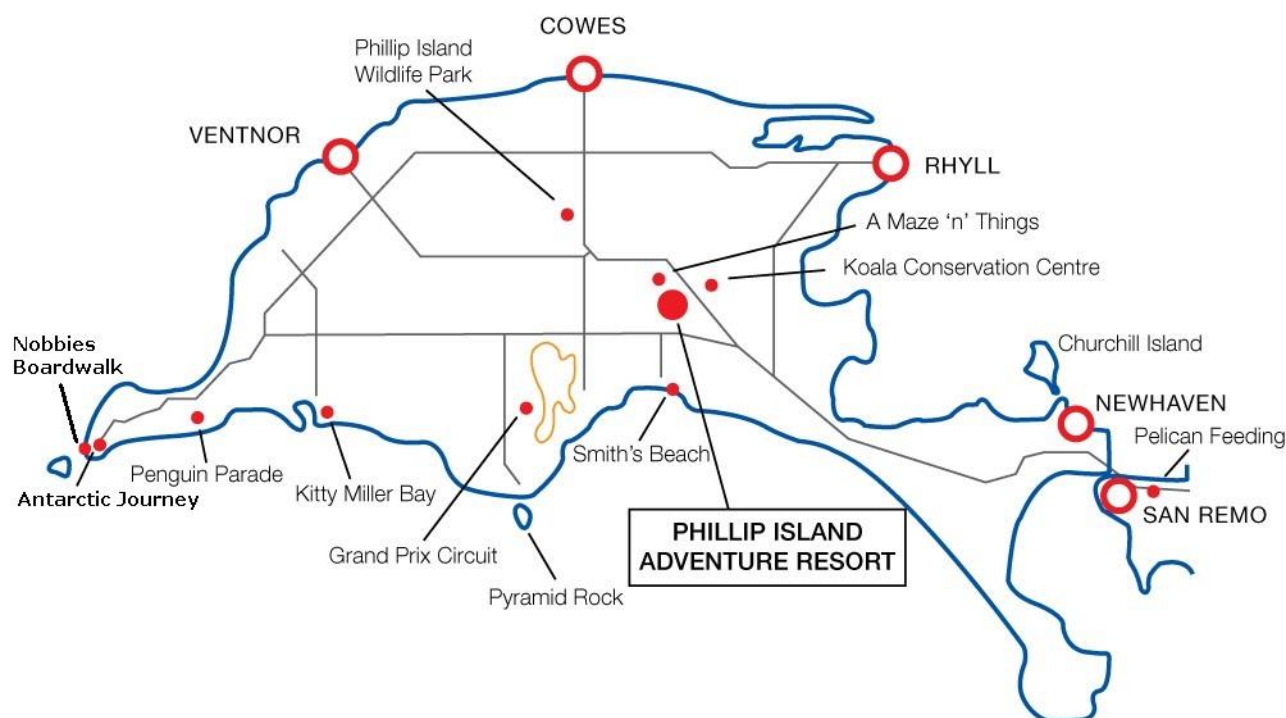 COWES
Phillip Island
Wildlife Park
VENTNOR
RHYLL
A Maze ‘n’ Things
Koala Conservation Centre
Nobbies
Boardwalk
Churchill Island
NEWHAVEN
Pelican Feeding
Penguin Parade
Smith’s Beach
Antarctic Journey
Kitty Miller Bay
SAN REMO
Grand Prix Circuit
PHILLIP ISLAND
ADVENTURE RESORT
Pyramid Rock